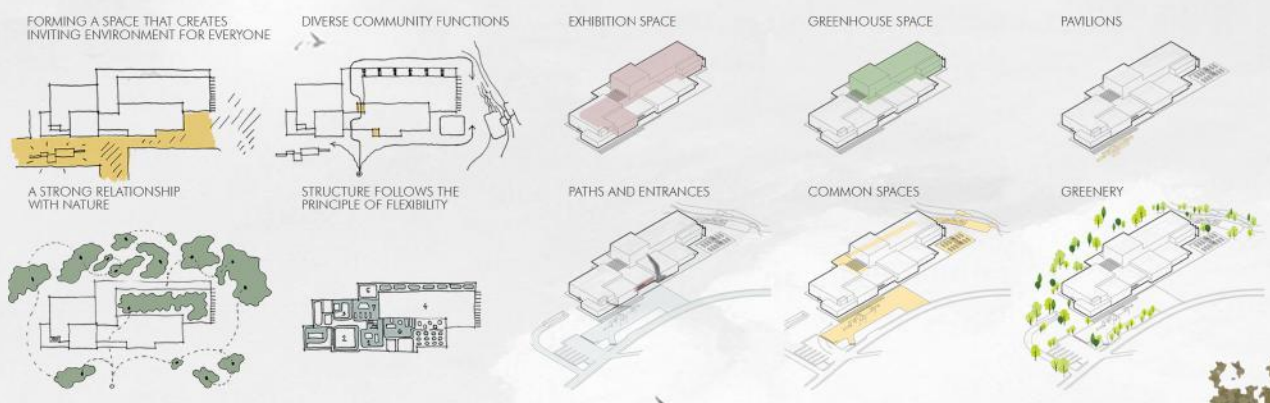 FORMING A SPACE THAT CREATES
INVITING ENVIRONMENT FOR EVERYONE
DIVERSE COMMUNITY FUNCTIONS
EXHIBITION SPACE
GREENHOUSE SPACE
PAVILIONS
A STRONG RELATIONSHIP
WITH NATURE
STRUCTURE FOLLOWS THE
PRINCIPLE OF FLEXIBILITY
PATHS AND ENTRANCES
COMMON SPACES
GREENERY
4